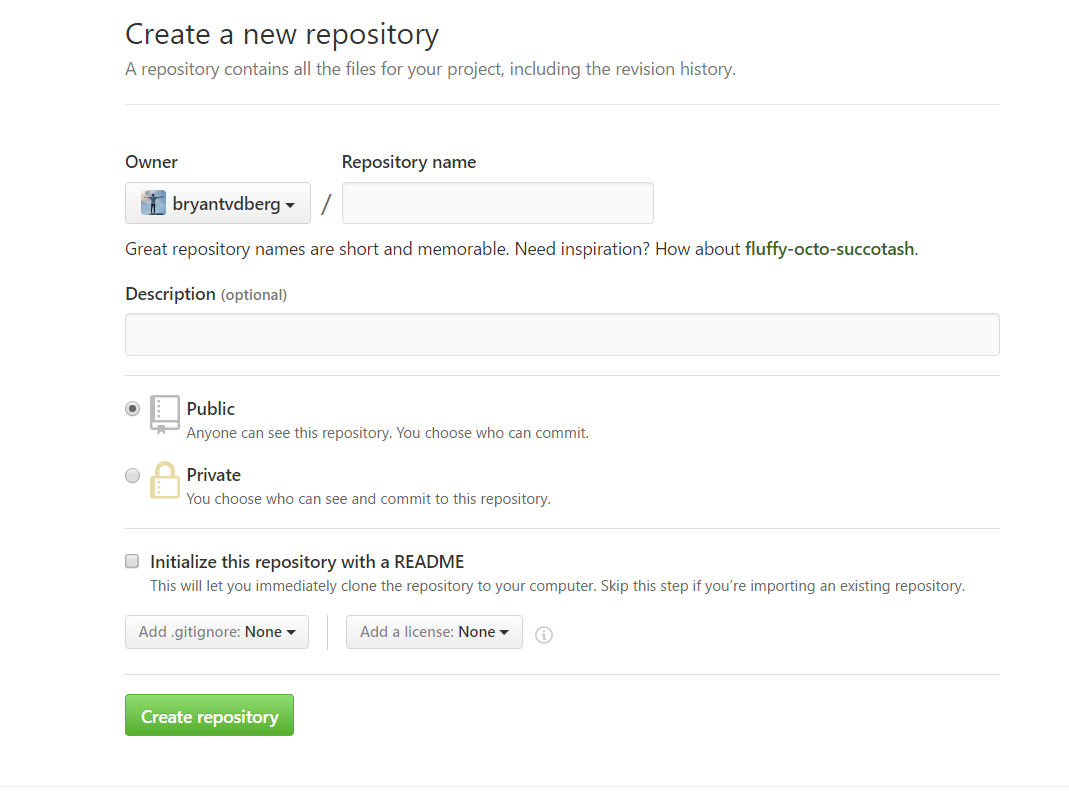 Create a new repository
A repository contains all the files for your project, including the revision history.
Owner Repository name
bryantvdberg / 
Great repository names are short and memorable. Need inspiration? How about fluffy-octo-succotash.
Description (optional)
Public
Anyone can see this repository. You choose who can commit.
Private
You choose who can see and commit to this repository.
Initialize this repository with a README
This will let you immediately clone the repository to your computer. Skip this step if you’re importing an existing repository.
Add .gitignore: None Add a license: None
Create repository